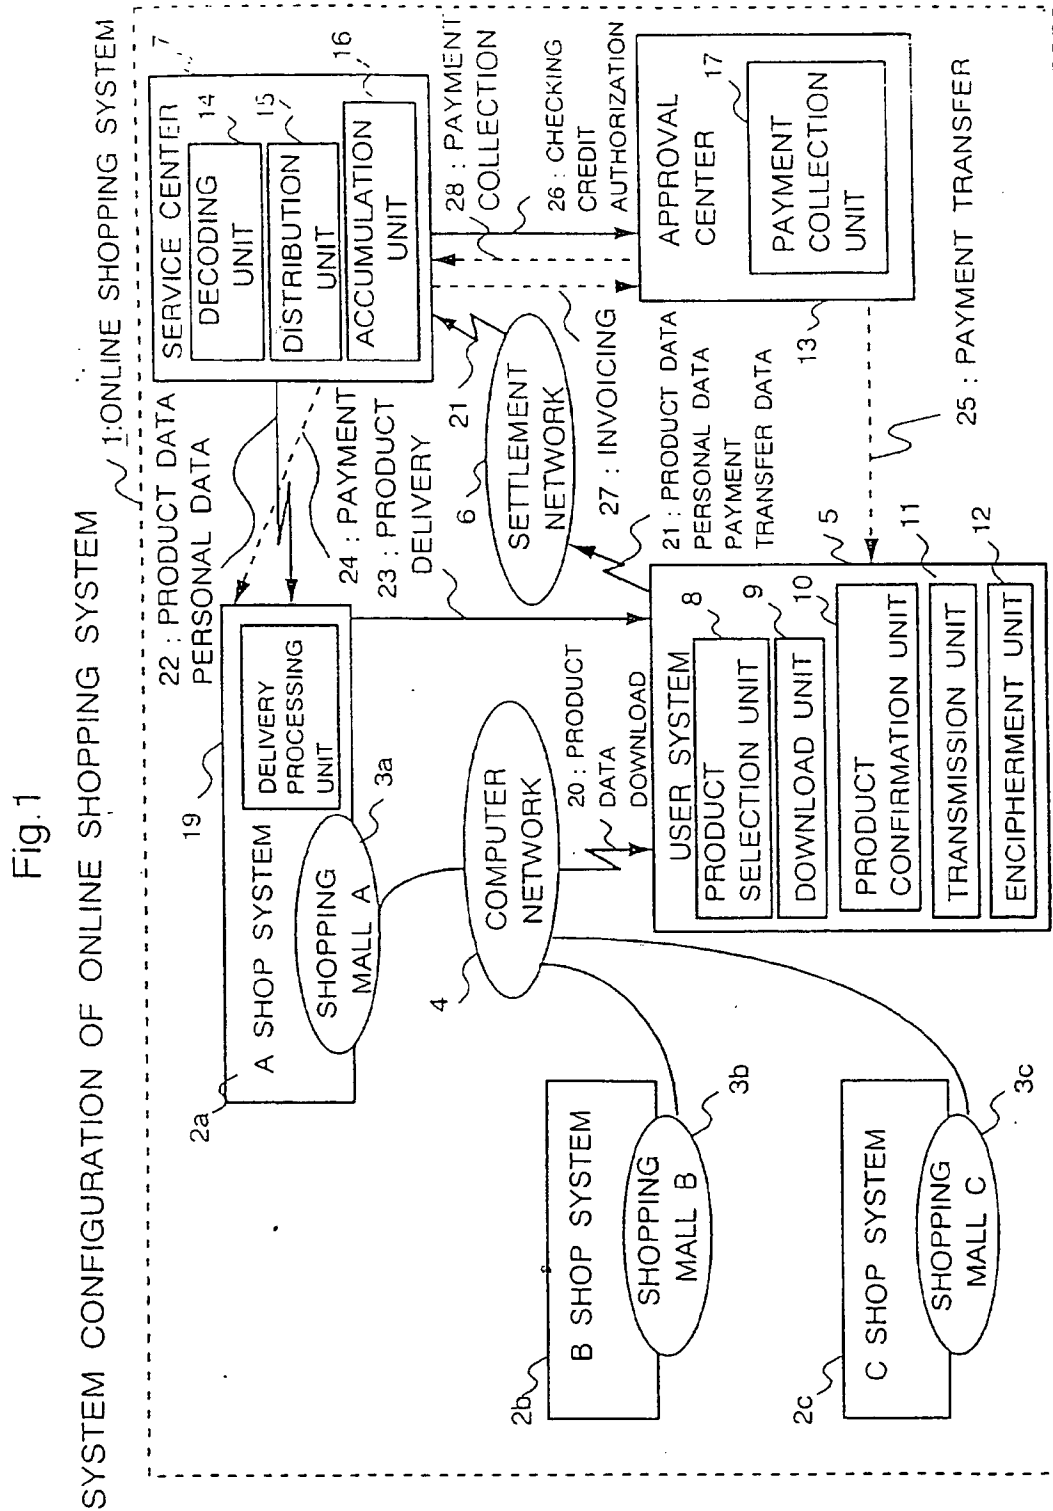 Fig.1
SYSTEM CONFIGURATION OF ONLINE SHOPPING SYSTEM
1:ONLINE SHOPPING SYSTEM
2a
A SHOP SYSTEM
19
DELIVERY
PROCESSING
UNIT
SHOPPING
MALL A
3a
22 : PRODUCT DATA
PERSONAL DATA
24 : PAYMENT
23 : PRODUCT
DELIVERY
7
SERVICE CENTER
DECODING
UNIT
14
DISTRIBUTION
UNIT
15
ACCUMULATION
UNIT
16
21
6
SETTLEMENT
NETWORK
28 : PAYMENT
COLLECTION
26 : CHECKING
CREDIT
AUTHORIZATION
27 : INVOICING
4
COMPUTER
NETWORK
20 : PRODUCT
DATA
DOWNLOAD
21 : PRODUCT DATA
PERSONAL DATA
PAYMENT
TRANSFER DATA
APPROVAL
CENTER
13
17
PAYMENT
COLLECTION
UNIT
2b
B SHOP SYSTEM
SHOPPING
MALL B
3b
USER SYSTEM
5
PRODUCT
SELECTION UNIT
8
DOWNLOAD UNIT
9
PRODUCT
CONFIRMATION UNIT
10
TRANSMISSION UNIT
11
ENCIPHERMENT UNIT
12
25 : PAYMENT TRANSFER
2c
C SHOP SYSTEM
SHOPPING
MALL C
3c